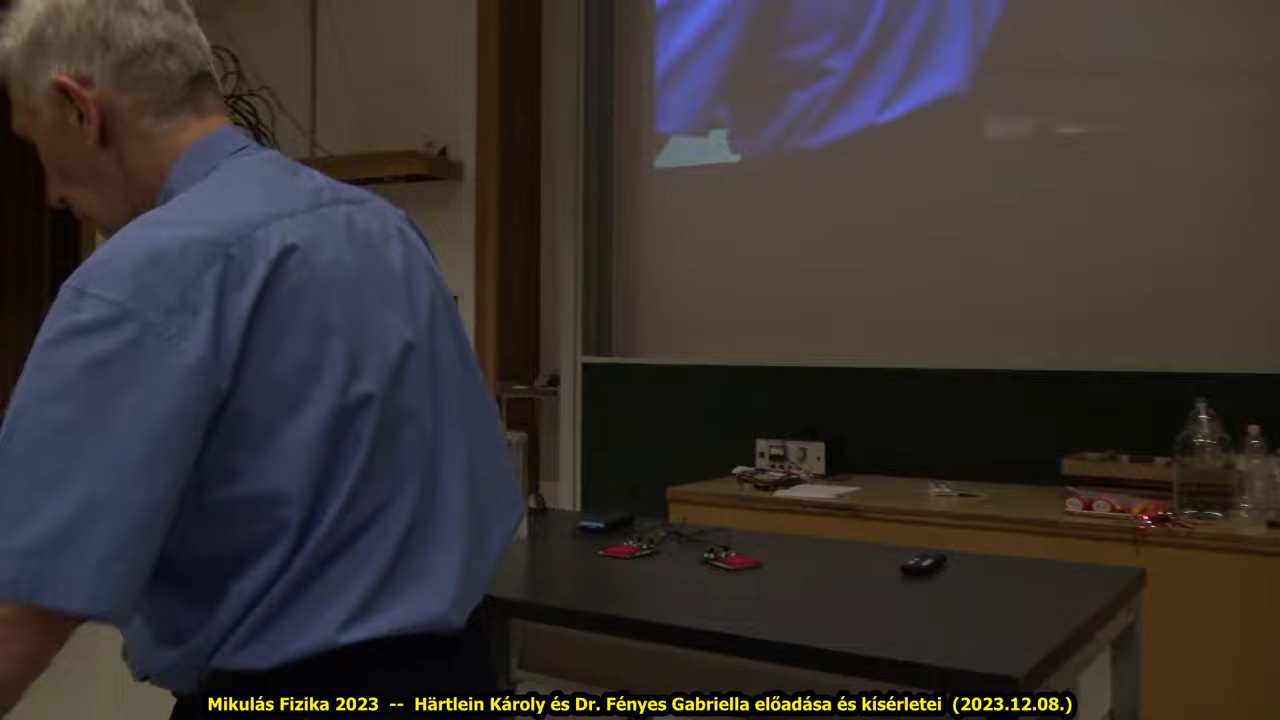 Mikulás Fizika 2023 -- Härtlein Károly és Dr. Fényes Gabriella előadása és kísérletei (2023.12.08.)